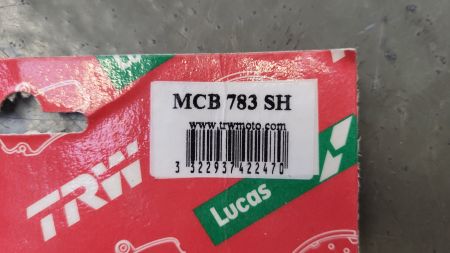 MCB 783 SH
www.trwmoto.com
3 322937 422470
TRW
Lucas